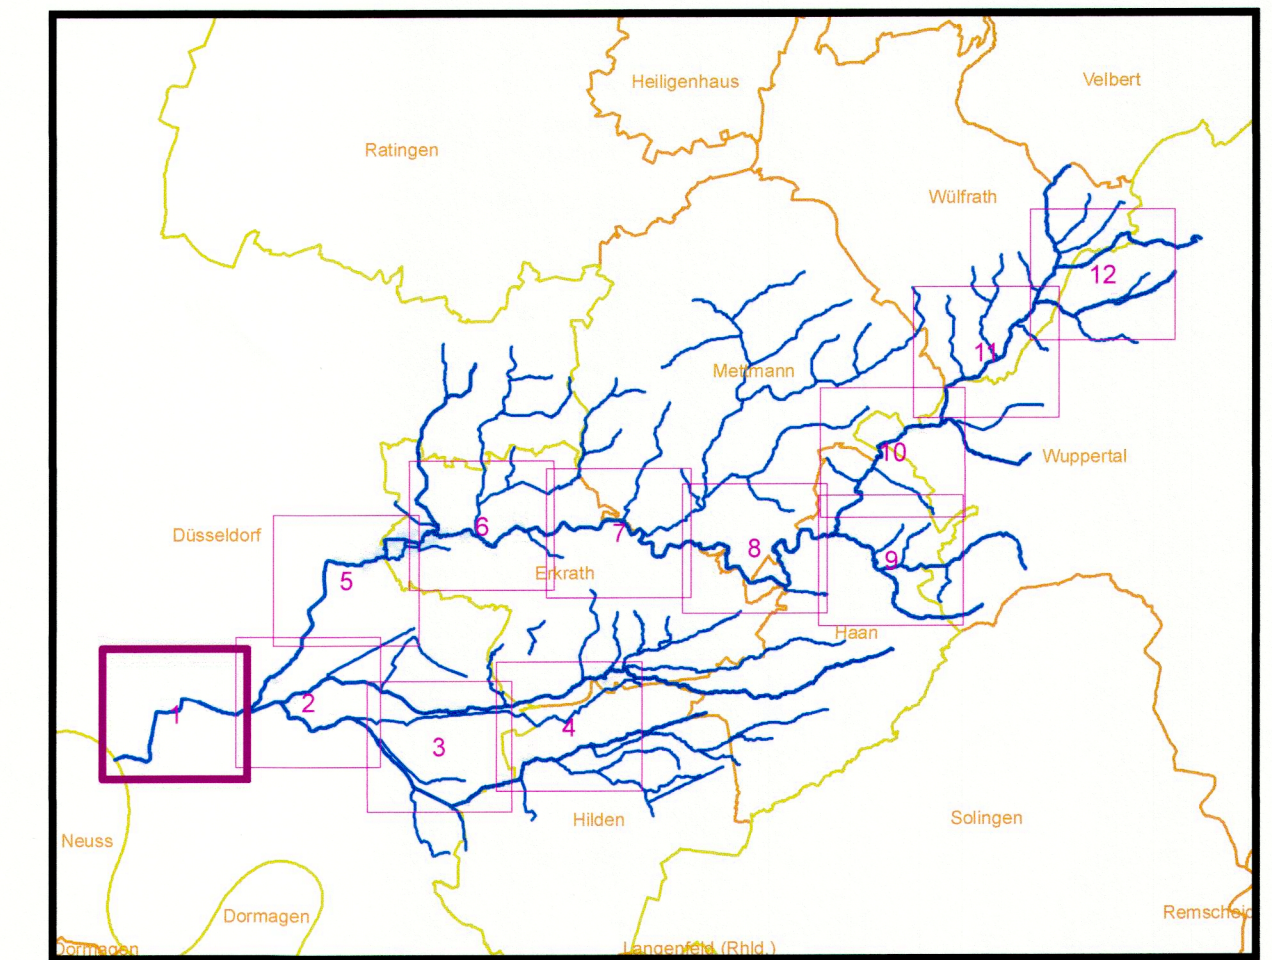 Heiligenhaus
Velbert
Ratingen
Wülfrath
12
11
Mettmann
10
Wuppertal
Düsseldorf
6
7
8
9
5
Erkrath
Haan
1
2
3
4
Hilden
Solingen
Neuss
Dormagen
Remscheid
Dormagen
Langenfeld (Rhld.)